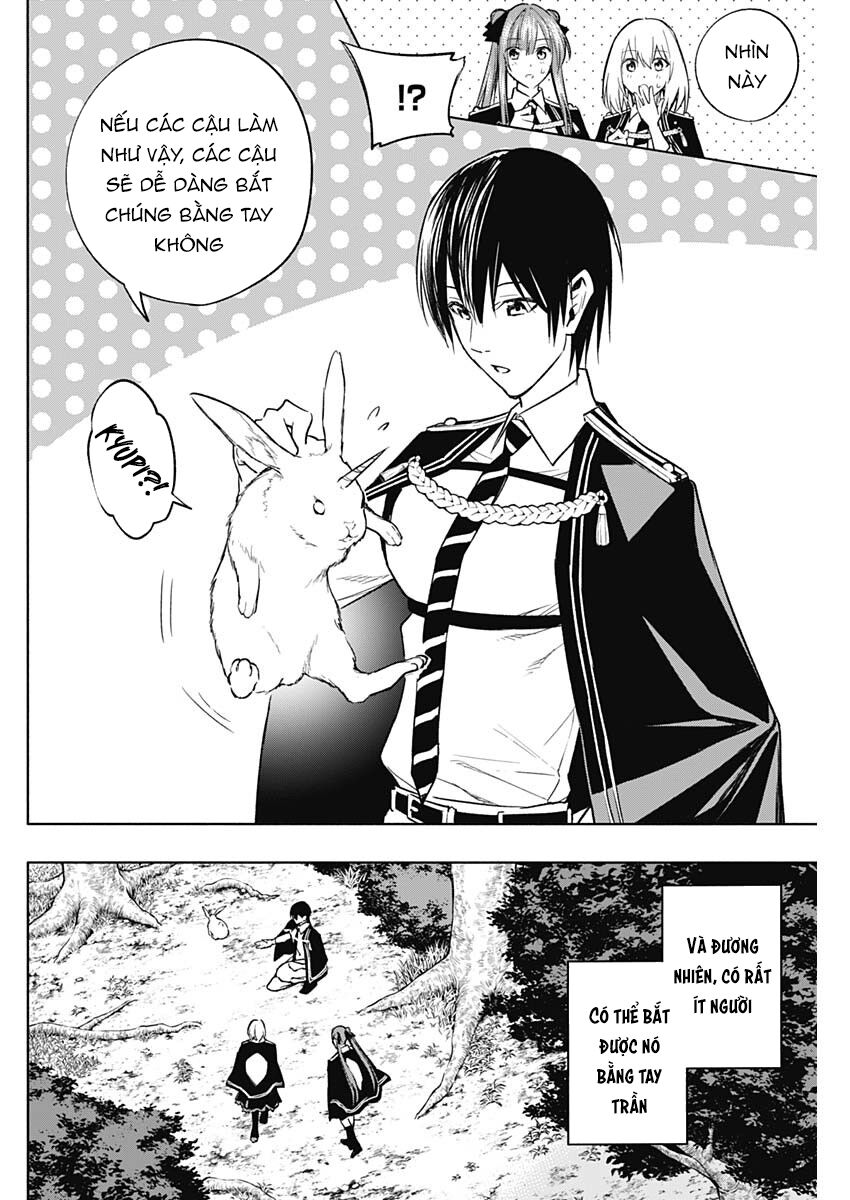 NHÌN
NÀY
!?
NẾU CÁC CẬU LÀM
NHƯ VẬY, CÁC CẬU
SẼ DỄ DÀNG BẮT
CHÚNG BẰNG TAY
KHÔNG
KYUPI?!
VÀ ĐƯƠNG
NHIÊN, CÓ RẤT
ÍT NGƯỜI
CÓ THỂ BẮT
ĐƯỢC NÓ
BẰNG TAY
TRẦN